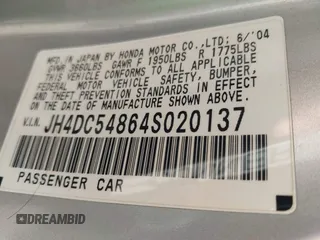 MFD. IN JAPAN BY HONDA MOTOR CO.,LTD: 6/'04
GVWR 3660LBS GAWR F 1950LBS R 1775LBS
THIS VEHICLE CONFORMS TO ALL APPLICABLE
FEDERAL MOTOR VEHICLE SAFETY, BUMPER,
AND THEFT PREVENTION STANDARDS IN
EFFECT ON THE DATE OF MANUFACTURE SHOWN
ABOVE.
V.I.N. JH4DC54864S020137
PASSENGER CAR
DREAMBID